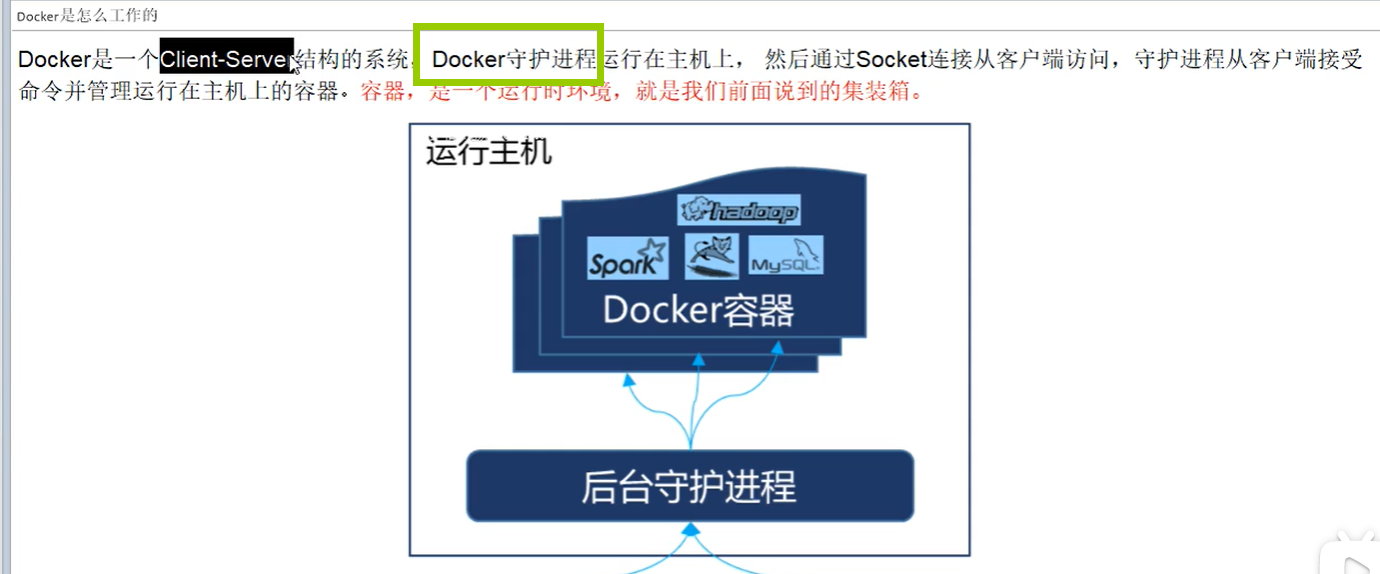 Docker是怎么工作的
Docker是一个Client-Server结构的系统，Docker守护进程运行在主机上， 然后通过Socket连接从客户端访问，守护进程从客户端接受
命令并管理运行在主机上的容器。容器，是一个运行时环境，就是我们前面说到的集装箱。
运行主机
hadoop
Spark
MySQL
Docker容器
后台守护进程